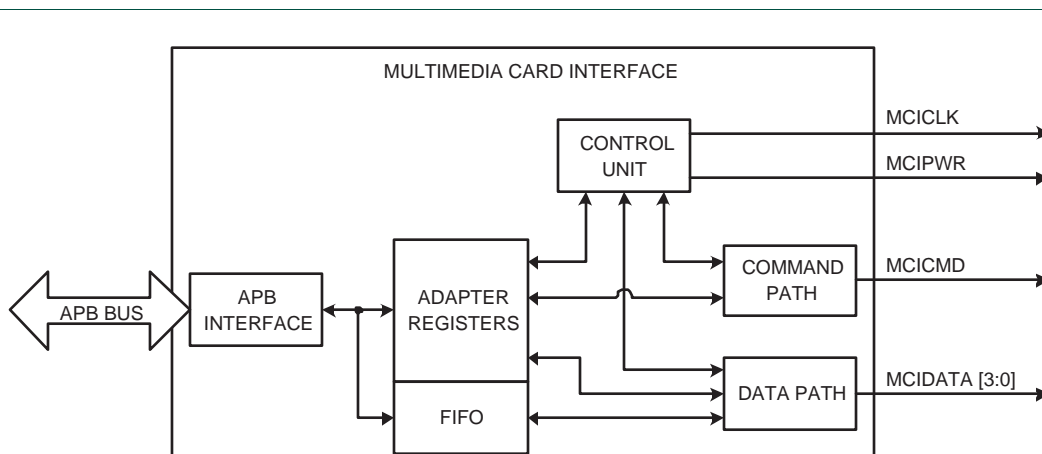 MULTIMEDIA CARD INTERFACE
CONTROL
UNIT
MCICLK
MCIPWR
APB BUS
APB
INTERFACE
ADAPTER
REGISTERS
FIFO
COMMAND
PATH
MCICMD
DATA PATH
MCIDATA [3:0]